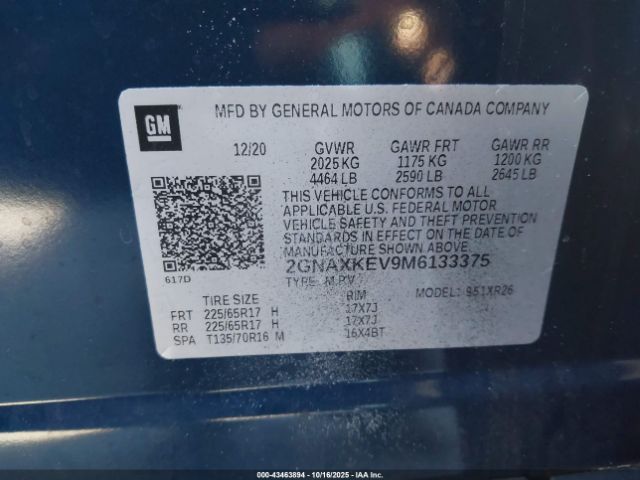 GM
MFD BY GENERAL MOTORS OF CANADA COMPANY
12/20 GVWR GAWR FRT GAWR RR
2025 KG 1175 KG 1200 KG
4464 LB 2590 LB 2645 LB
THIS VEHICLE CONFORMS TO ALL
APPLICABLE U.S. FEDERAL MOTOR
VEHICLE SAFETY AND THEFT PREVENTION
STANDARDS IN EFFECT ON THE DATE OF
MANUFACTURE SHOWN ABOVE.
2GNAXKEV9M6133375
617D
TYPE: M.P.V. MODEL: 951XR26
TIRE SIZE RIM
FRT 225/65R17 H 17X7J
RR 225/65R17 H 17X7J
SPA T135/70R16 M 16X4BT
000-43463894 - 10/16/2025 - IAAI.COM